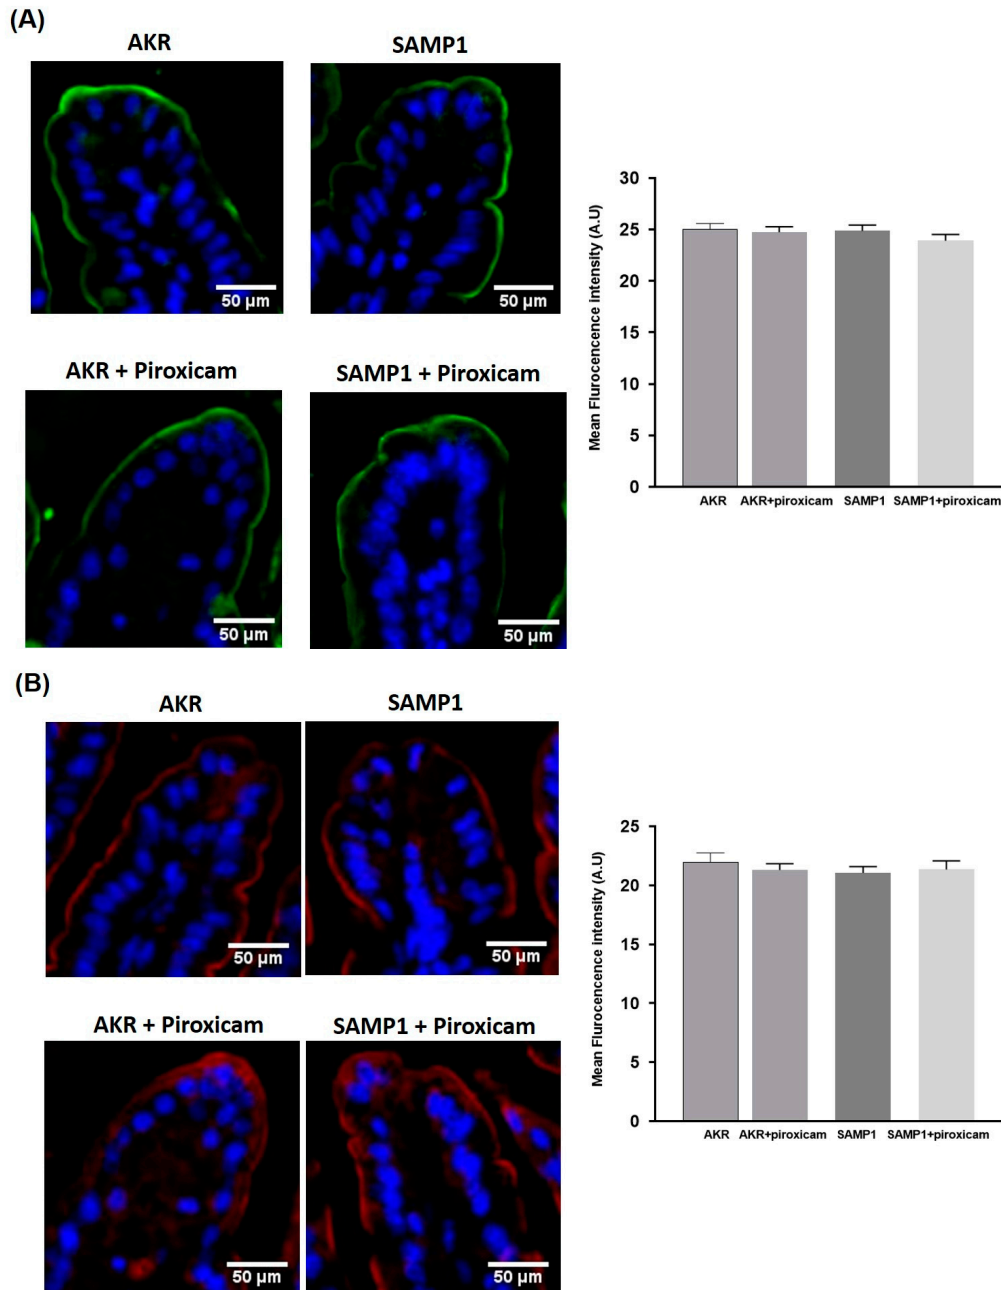 (A)
AKR
SAMP1
50 µm
50 µm
AKR + Piroxicam
SAMP1 + Piroxicam
50 µm
50 µm
Mean Flurocencence intensity (A.U)
30
25
20
15
10
5
0
AKR
AKR+piroxicam
SAMP1
SAMP1+piroxicam
(B)
AKR
SAMP1
50 µm
50 µm
AKR + Piroxicam
SAMP1 + Piroxicam
50 µm
50 µm
Mean Flurocencence intensity (A.U)
25
20
15
10
5
0
AKR
AKR+piroxicam
SAMP1
SAMP1+piroxicam